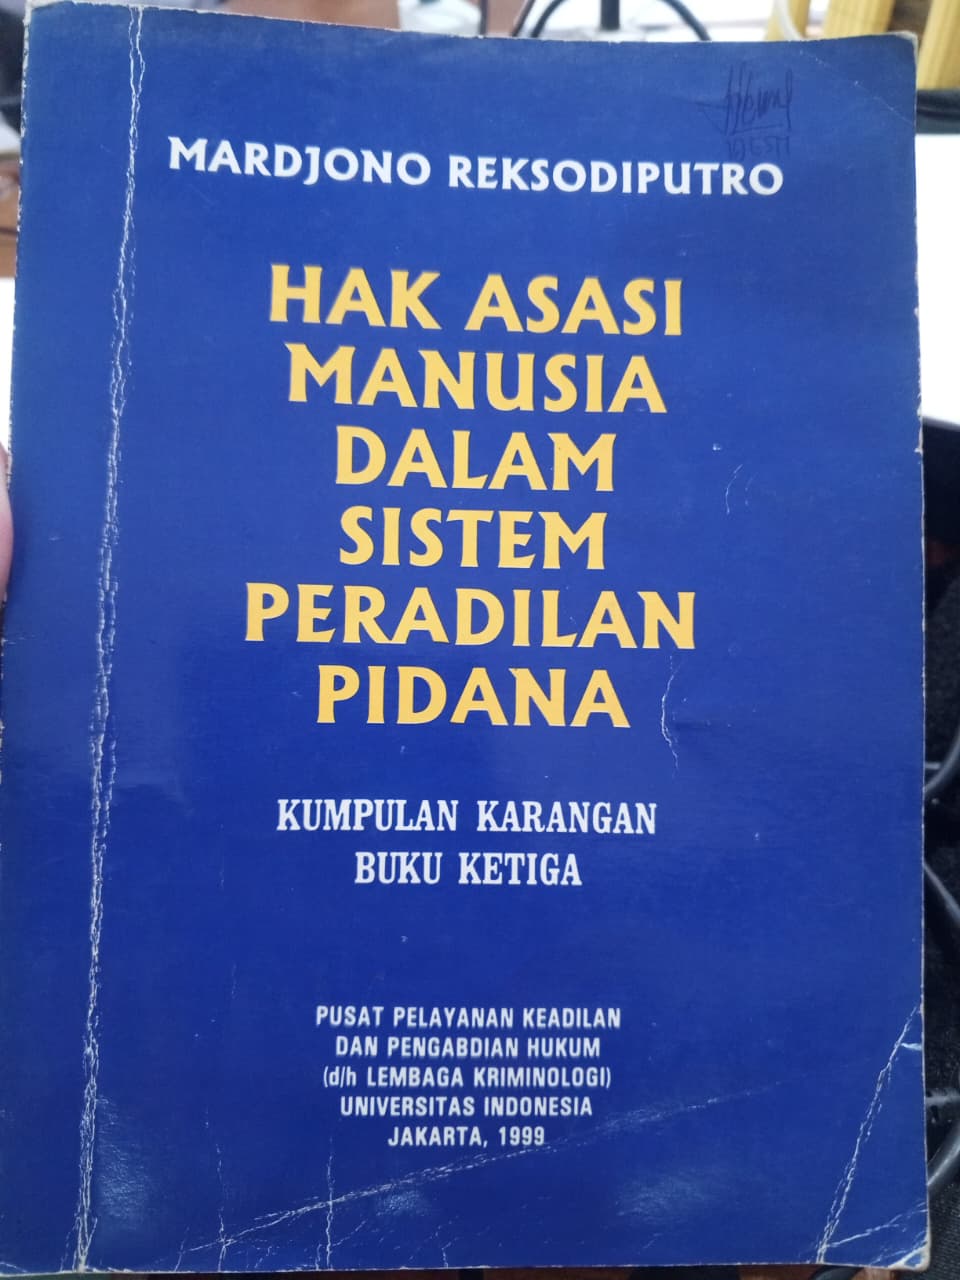 MARDJONO REKSODIPUTRO
HAK ASASI
MANUSIA
DALAM
SISTEM
PERADILAN
PIDANA
KUMPULAN KARANGAN
BUKU KETIGA
PUSAT PELAYANAN KEADILAN
DAN PENGABDIAN HUKUM
(d/h LEMBAGA KRIMINOLOGI)
UNIVERSITAS INDONESIA
JAKARTA, 1999